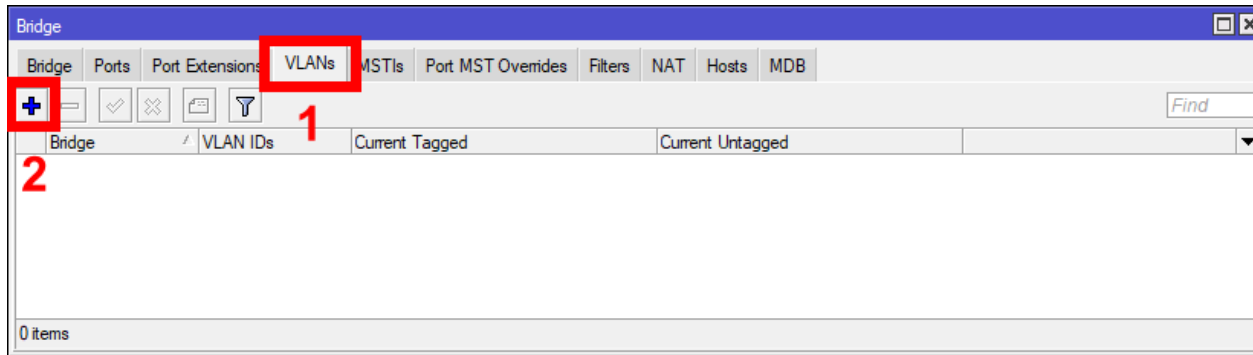 Bridge
Bridge Ports Port Extensions VLANs MSTIs Port MST Overrides Filters NAT Hosts MDB
Find
1
Bridge VLAN IDs Current Tagged Current Untagged
2
0 items